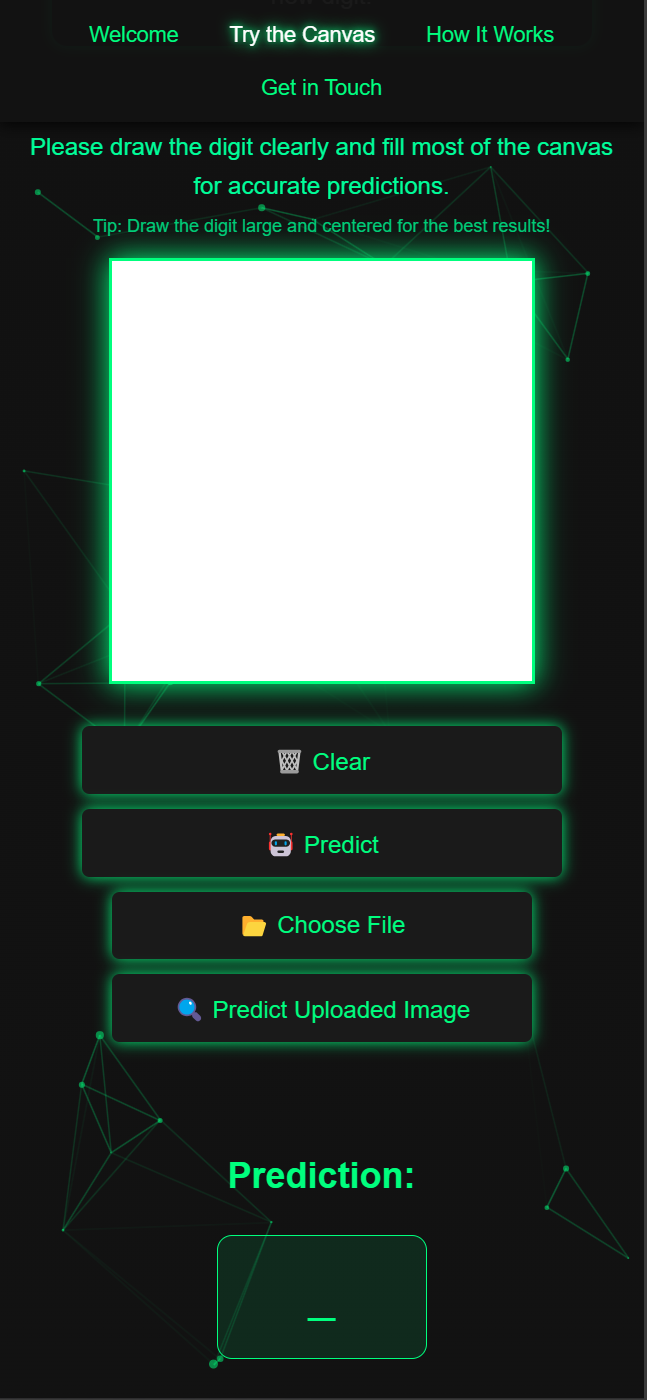 now digit.
Welcome Try the Canvas How It Works
Get in Touch
Please draw the digit clearly and fill most of the canvas
for accurate predictions.
Tip: Draw the digit large and centered for the best results!
🗑 Clear
🤖 Predict
📂 Choose File
🔍 Predict Uploaded Image
Prediction:
_